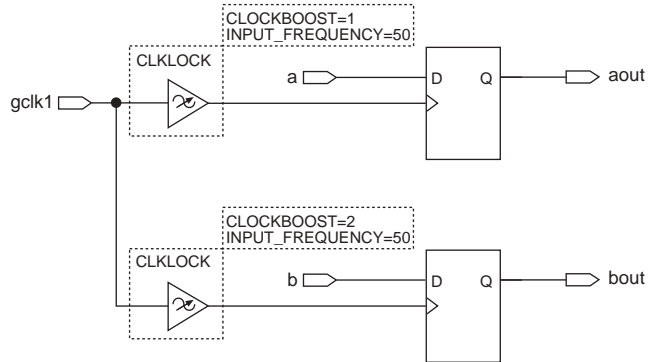 CLOCKBOOST=1
INPUT_FREQUENCY=50
CLKLOCK
a
D
Q
aout
gclk1
CLOCKBOOST=2
INPUT_FREQUENCY=50
CLKLOCK
b
D
Q
bout